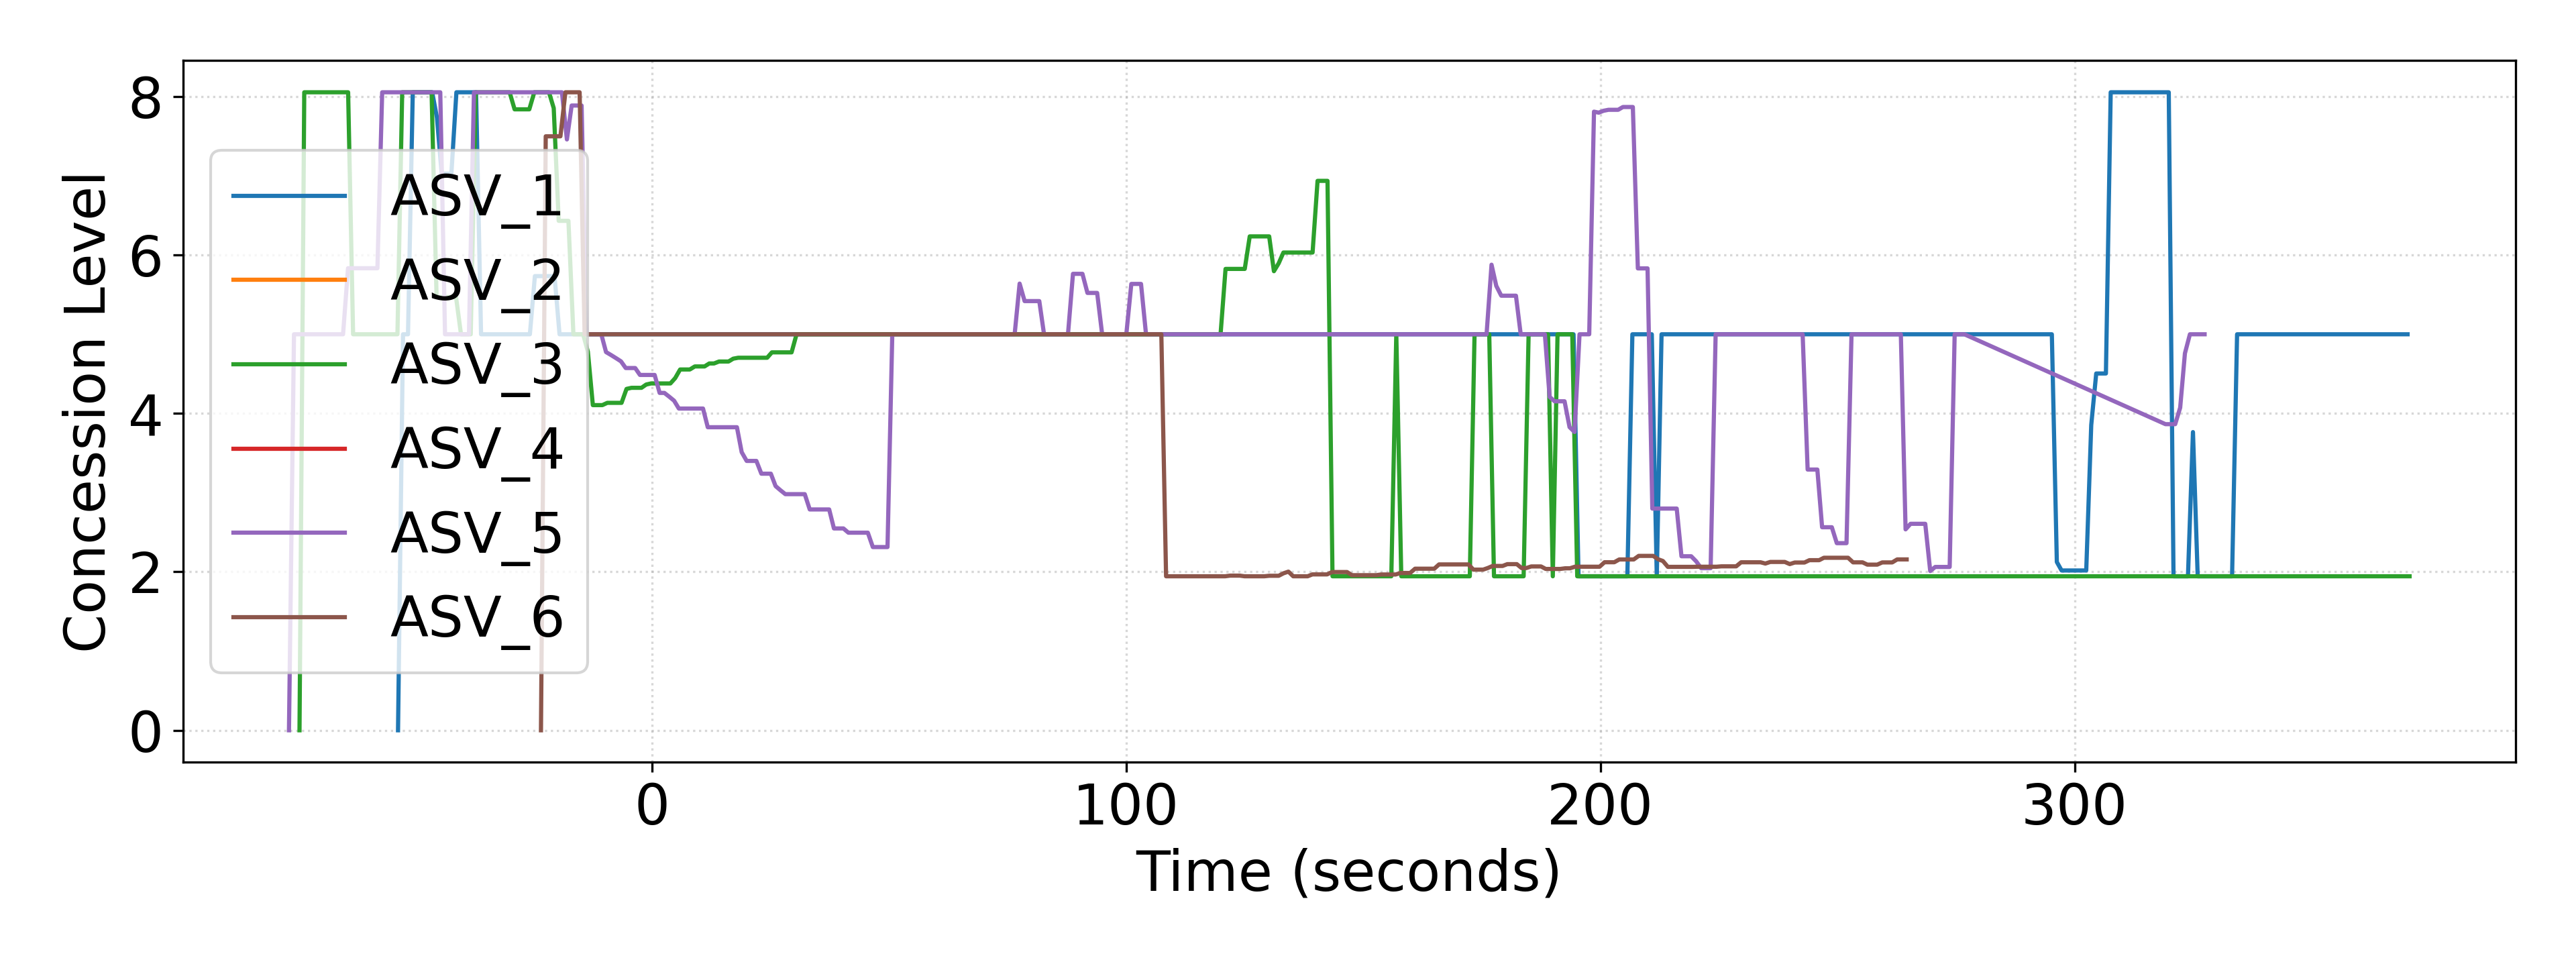 8
6
4
2
0
Concession Level
ASV_1
ASV_2
ASV_3
ASV_4
ASV_5
ASV_6
0 100 200 300
Time (seconds)